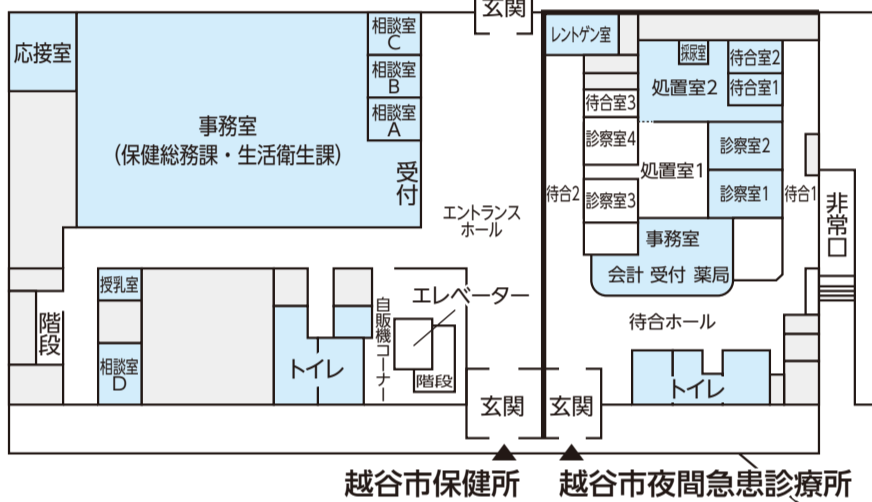 玄関
応接室
相談室
C
相談室
B
相談室
A
事務室
(保健総務課・生活衛生課)
受付
エントランス
ホール
授乳室
階段
相談室
D
トイレ
自販機コーナー
エレベーター
階段
玄関
レントゲン室
採尿室
待合室2
処置室2
待合室1
待合室3
診察室4
処置室1
診察室2
待合2
診察室3
診察室1
待合1
非常口
事務室
会計 受付 薬局
待合ホール
トイレ
玄関
越谷市保健所
越谷市夜間急患診療所